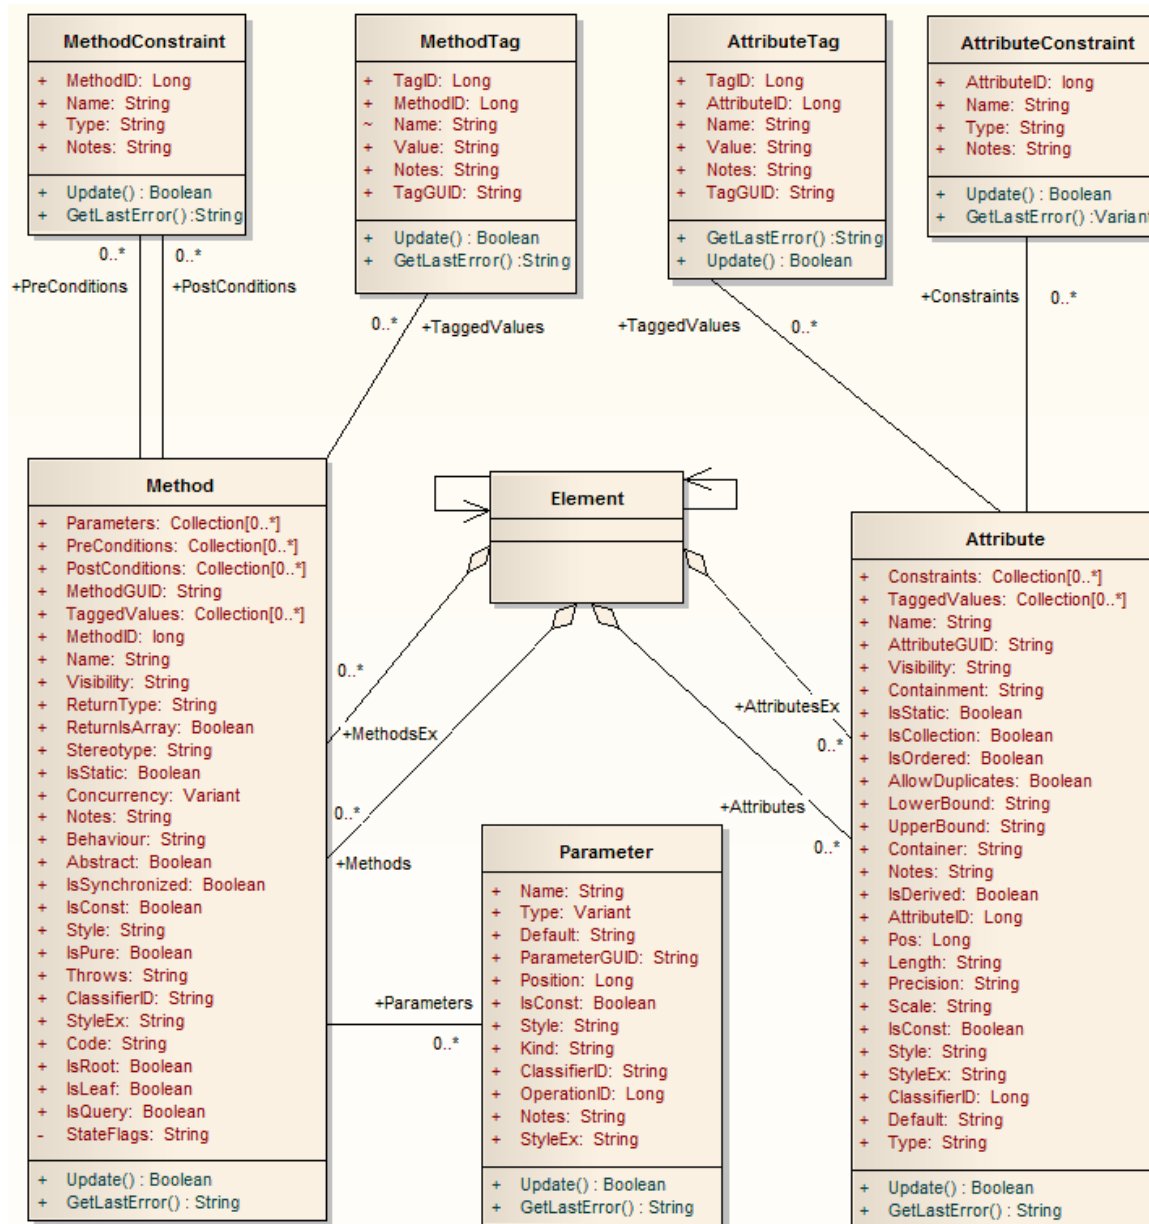 MethodConstraint
+ MethodID: Long
+ Name: String
+ Type: String
+ Notes: String
+ Update() : Boolean
+ GetLastError() :String
MethodTag
+ TagID: Long
+ MethodID: Long
~ Name: String
+ Value: String
+ Notes: String
+ TagGUID: String
+ Update() : Boolean
+ GetLastError() :String
AttributeTag
+ TagID: Long
+ AttributeID: Long
+ Name: String
+ Value: String
+ Notes: String
+ TagGUID: String
+ GetLastError() :String
+ Update() : Boolean
AttributeConstraint
+ AttributeID: long
+ Name: String
+ Type: String
+ Notes: String
+ Update() : Boolean
+ GetLastError() :Variant
0..*
0..*
+PreConditions
+PostConditions
0..*
+TaggedValues
+TaggedValues
0..*
+Constraints
0..*
Method
+ Parameters: Collection[0..*]
+ PreConditions: Collection[0..*]
+ PostConditions: Collection[0..*]
+ MethodGUID: String
+ TaggedValues: Collection[0..*]
+ MethodID: long
+ Name: String
+ Visibility: String
+ ReturnType: String
+ ReturnIsArray: Boolean
+ Stereotype: String
+ IsStatic: Boolean
+ Concurrency: Variant
+ Notes: String
+ Behaviour: String
+ Abstract: Boolean
+ IsSynchronized: Boolean
+ IsConst: Boolean
+ Style: String
+ IsPure: Boolean
+ Throws: String
+ ClassifierID: String
+ StyleEx: String
+ Code: String
+ IsRoot: Boolean
+ IsLeaf: Boolean
+ IsQuery: Boolean
- StateFlags: String
+ Update() : Boolean
+ GetLastError() : String
Element
0..*
+MethodsEx
0..*
+Methods
+AttributesEx
0..*
+Attributes
0..*
+Parameters
0..*
Parameter
+ Name: String
+ Type: Variant
+ Default: String
+ ParameterGUID: String
+ Position: Long
+ IsConst: Boolean
+ Style: String
+ Kind: String
+ ClassifierID: String
+ OperationID: Long
+ Notes: String
+ StyleEx: String
+ Update() : Boolean
+ GetLastError() : String
Attribute
+ Constraints: Collection[0..*]
+ TaggedValues: Collection[0..*]
+ Name: String
+ AttributeGUID: String
+ Visibility: String
+ Containment: String
+ IsStatic: Boolean
+ IsCollection: Boolean
+ IsOrdered: Boolean
+ AllowDuplicates: Boolean
+ LowerBound: String
+ UpperBound: String
+ Container: String
+ Notes: String
+ IsDerived: Boolean
+ AttributeID: Long
+ Pos: Long
+ Length: String
+ Precision: String
+ Scale: String
+ IsConst: Boolean
+ Style: String
+ StyleEx: String
+ ClassifierID: Long
+ Default: String
+ Type: String
+ Update() : Boolean
+ GetLastError() : String